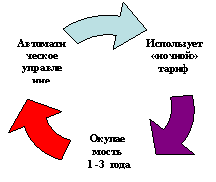 Автомати
ческое
управле
ние
Использует
«ночной»
тариф
Окупае
мость
1-3 года